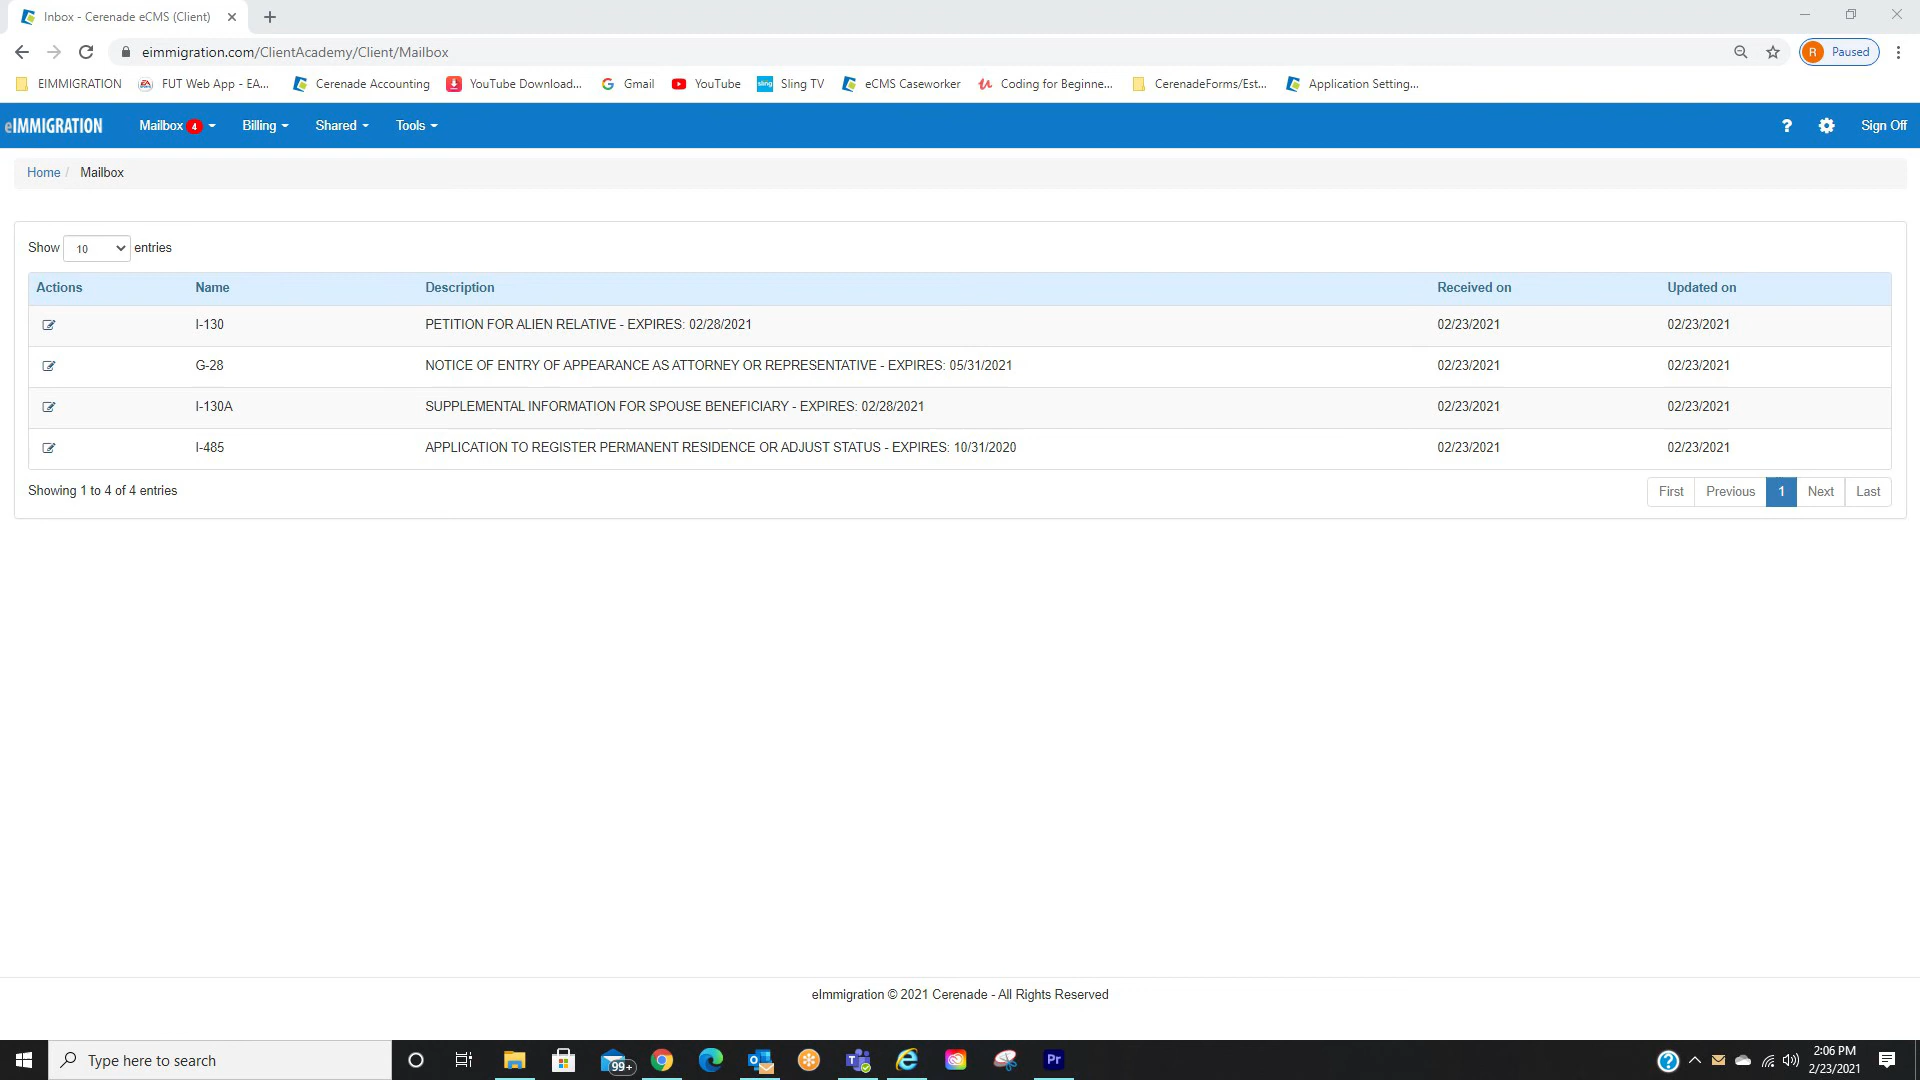 Inbox - Cerenade eCMS (Client)
eimmigration.com/ClientAcademy/Client/Mailbox
R Paused
EIMMIGRATION FUT Web App - EA... Cerenade Accounting YouTube Download... Gmail YouTube sling Sling TV eCMS Caseworker Coding for Beginne... CerenadeForms/Est... Application Setting...
eIMMIGRATION Mailbox 4 Billing Shared Tools ? Sign Off
Home / Mailbox
Show 10 entries
Actions Name Description Received on Updated on
I-130 PETITION FOR ALIEN RELATIVE - EXPIRES: 02/28/2021 02/23/2021 02/23/2021
G-28 NOTICE OF ENTRY OF APPEARANCE AS ATTORNEY OR REPRESENTATIVE - EXPIRES: 05/31/2021 02/23/2021 02/23/2021
I-130A SUPPLEMENTAL INFORMATION FOR SPOUSE BENEFICIARY - EXPIRES: 02/28/2021 02/23/2021 02/23/2021
I-485 APPLICATION TO REGISTER PERMANENT RESIDENCE OR ADJUST STATUS - EXPIRES: 10/31/2020 02/23/2021 02/23/2021
Showing 1 to 4 of 4 entries First Previous 1 Next Last
eImmigration © 2021 Cerenade - All Rights Reserved
Type here to search 99+ Pr ? 2:06 PM
2/23/2021